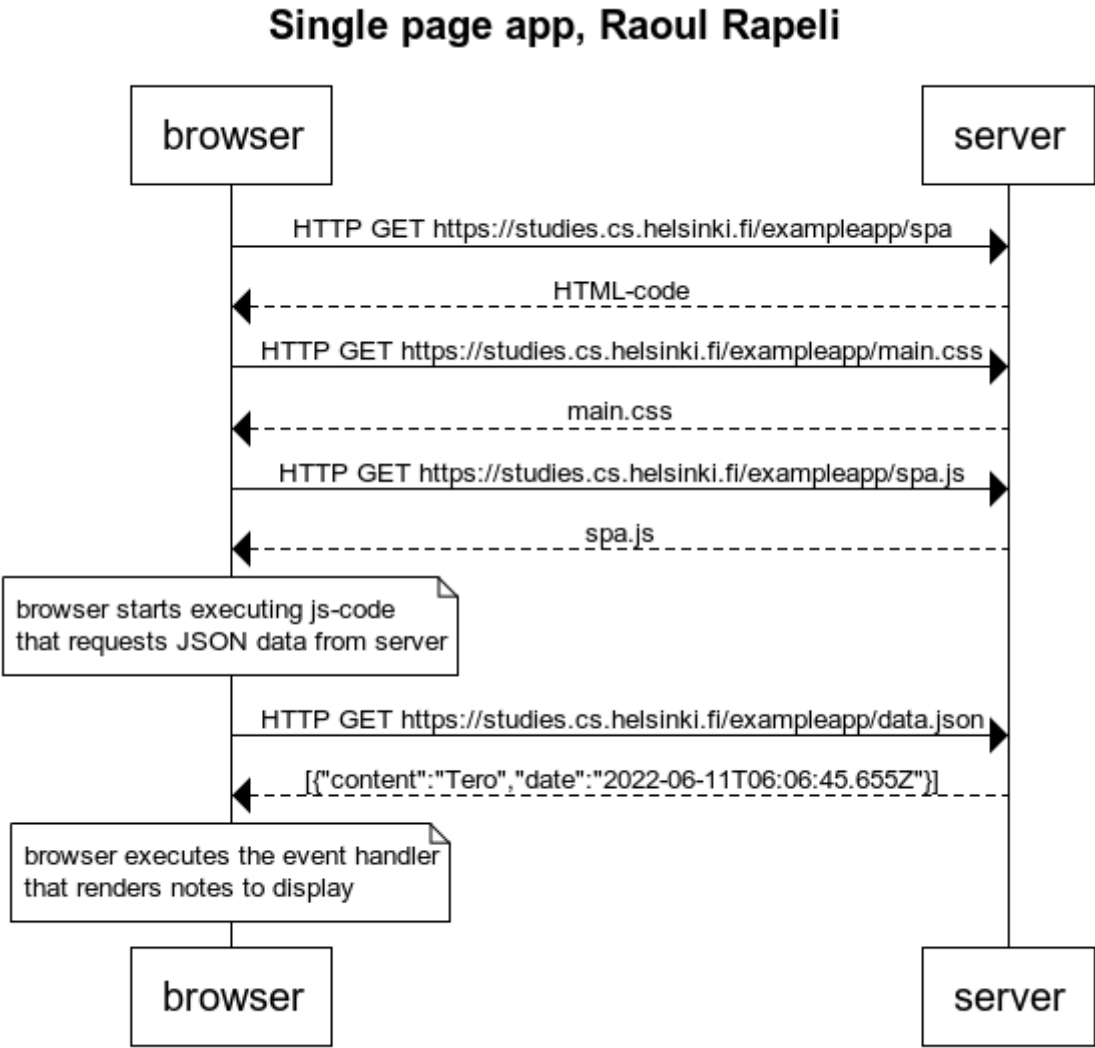 Single page app, Raoul Rapeli
browser
server
HTTP GET https://studies.cs.helsinki.fi/exampleapp/spa
HTML-code
HTTP GET https://studies.cs.helsinki.fi/exampleapp/main.css
main.css
HTTP GET https://studies.cs.helsinki.fi/exampleapp/spa.js
spa.js
browser starts executing js-code
that requests JSON data from server
HTTP GET https://studies.cs.helsinki.fi/exampleapp/data.json
[{"content":"Tero","date":"2022-06-11T06:06:45.655Z"}]
browser executes the event handler
that renders notes to display
browser
server